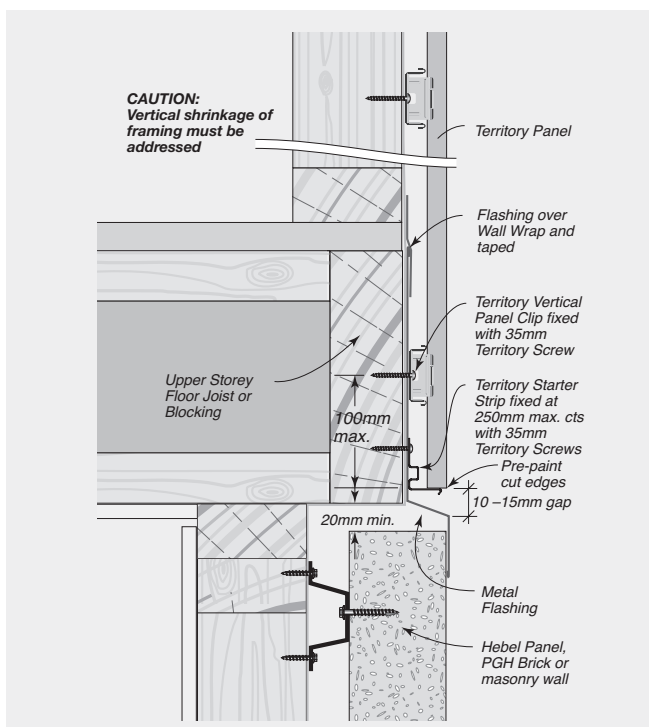 CAUTION:
Vertical shrinkage of
framing must be
addressed
Territory Panel
Flashing over
Wall Wrap and
taped
Territory Vertical
Panel Clip fixed
with 35mm
Territory Screw
Upper Storey
Floor Joist or
Blocking
100mm
max.
Territory Starter
Strip fixed at
250mm max. cts
with 35mm
Territory Screws
Pre-paint
cut edges
10 –15mm gap
20mm min.
Metal
Flashing
Hebel Panel,
PGH Brick or
masonry wall